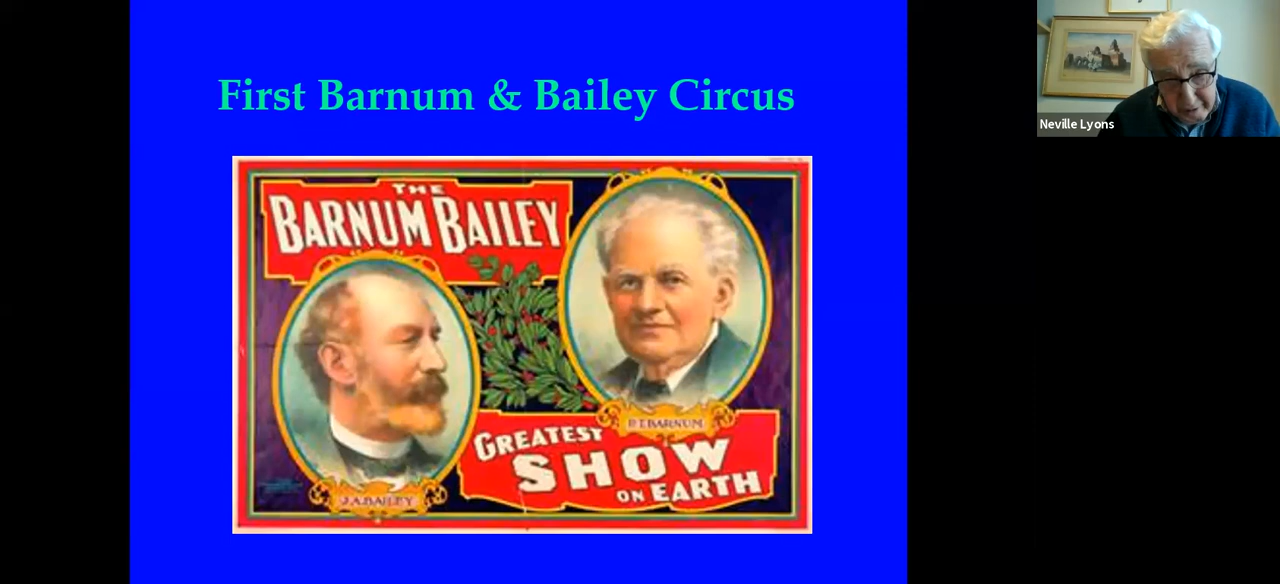 First Barnum & Bailey Circus
Neville Lyons
THE
BARNUM BAILEY
P.T.BARNUM.
GREATEST
SHOW
ON EARTH
J.A.BAILEY